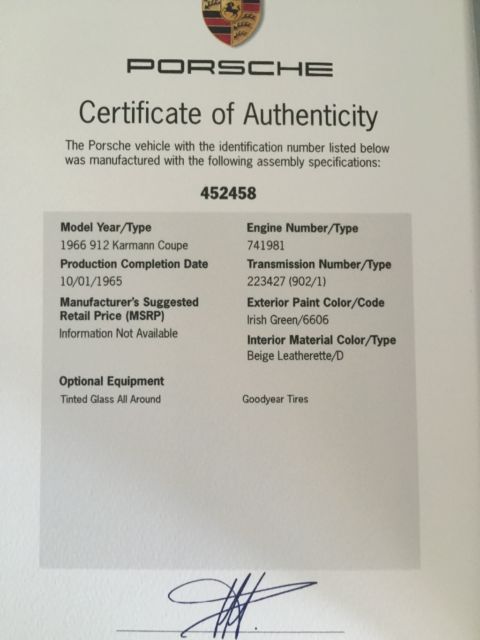 PORSCHE
Certificate of Authenticity
The Porsche vehicle with the identification number listed below
was manufactured with the following assembly specifications:
452458
Model Year/Type
1966 912 Karmann Coupe
Production Completion Date
10/01/1965
Manufacturer's Suggested
Retail Price (MSRP)
Information Not Available
Engine Number/Type
741981
Transmission Number/Type
223427 (902/1)
Exterior Paint Color/Code
Irish Green/6606
Interior Material Color/Type
Beige Leatherette/D
Optional Equipment
Tinted Glass All Around
Goodyear Tires